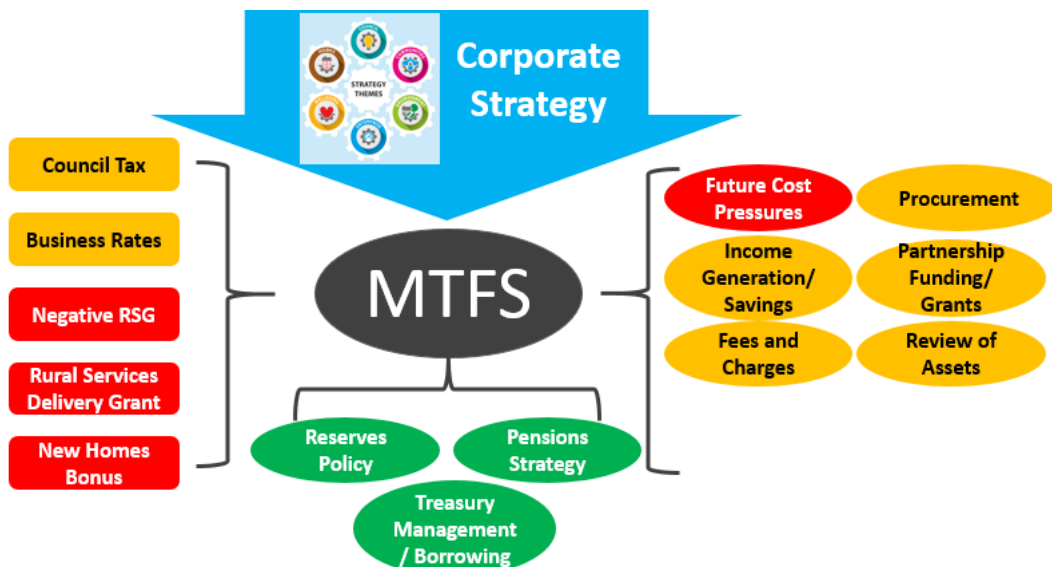 Corporate
Strategy
STRATEGY
THEMES
Council Tax
Business Rates
Negative RSG
Rural Services
Delivery Grant
New Homes
Bonus
MTFS
Future Cost
Pressures
Procurement
Income
Generation/
Savings
Partnership
Funding/
Grants
Fees and
Charges
Review of
Assets
Reserves
Policy
Pensions
Strategy
Treasury
Management
/ Borrowing